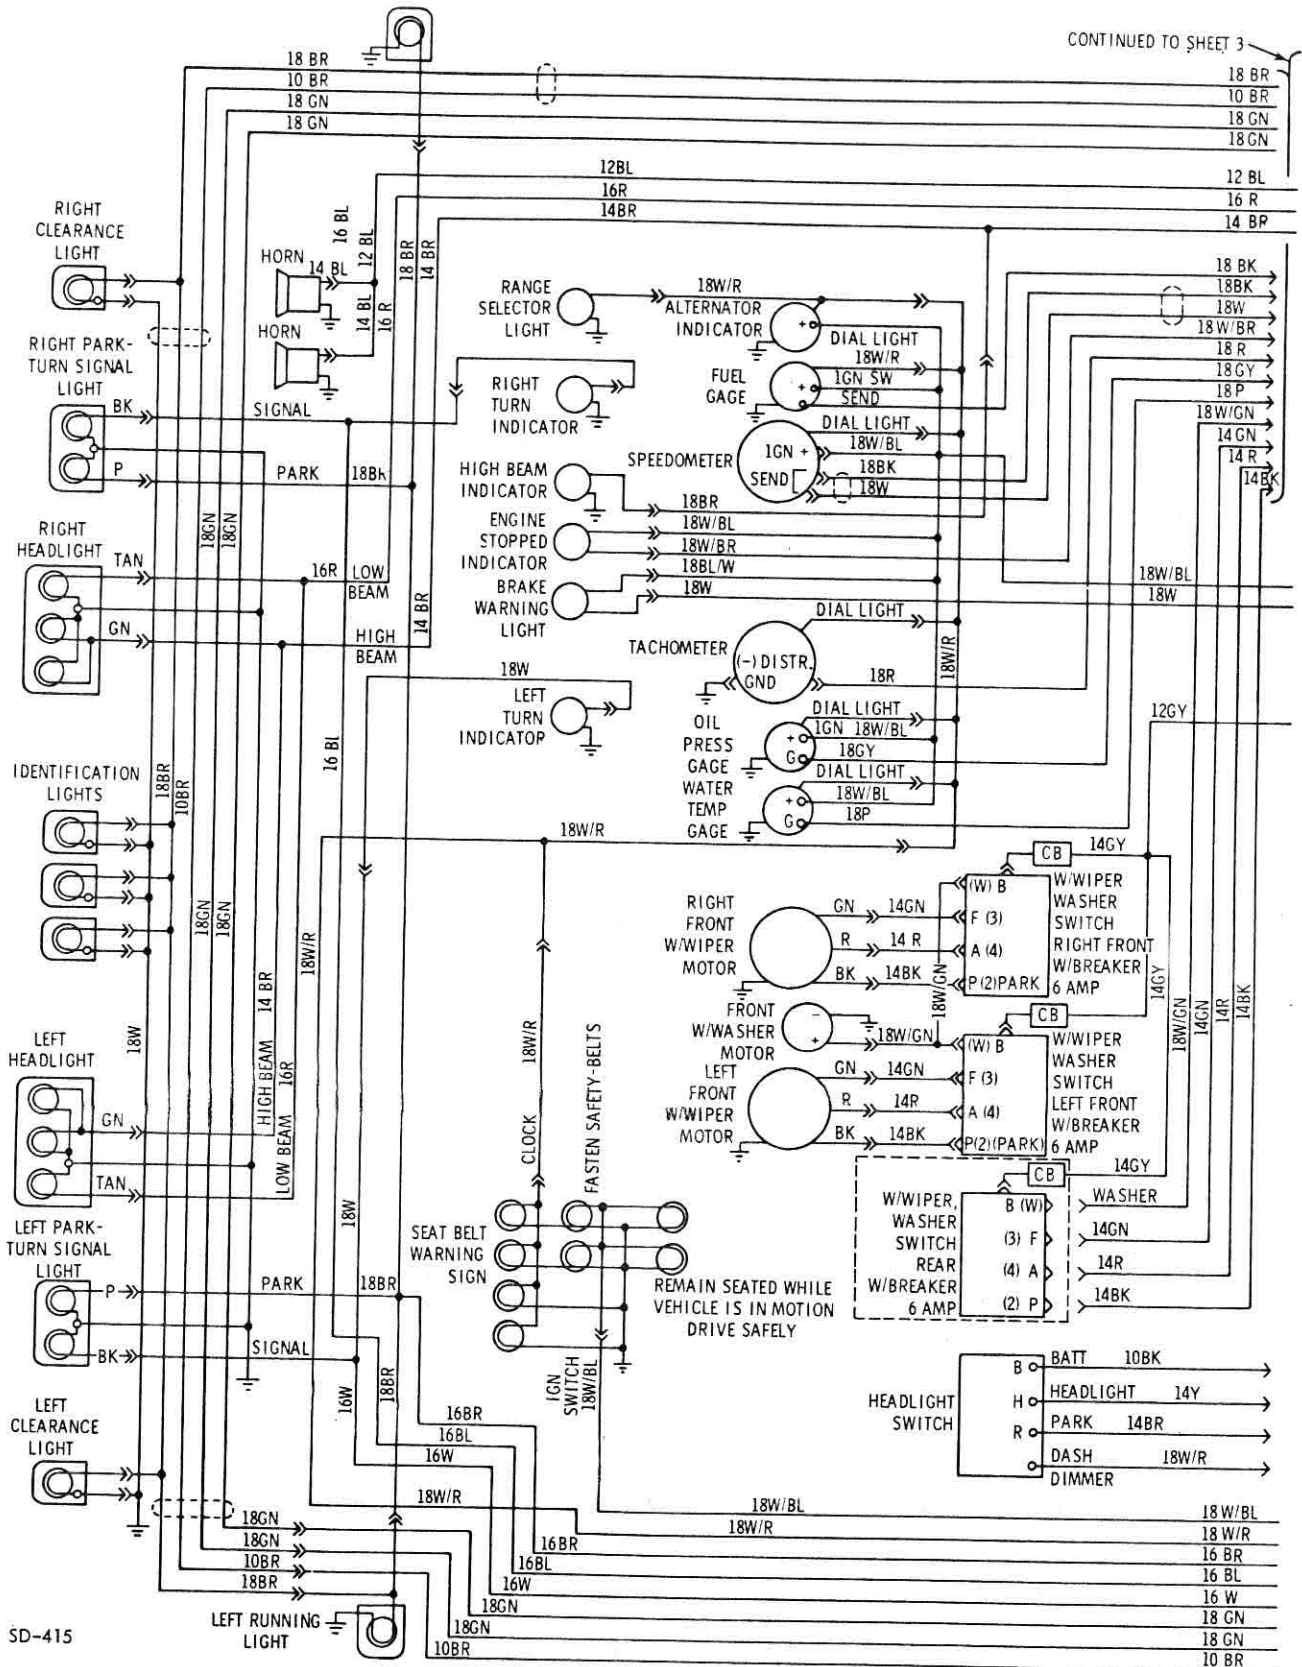 CONTINUED TO SHEET 3
18 BR
10 BR
18 GN
18 GN
18 BR
10 BR
18 GN
18 GN
12BL
16R
14BR
12 BL
16 R
14 BR
RIGHT
CLEARANCE
LIGHT
HORN
14 BL
16 BL
12 BL
18 BR
14 BR
HORN
14 BL
16 R
RANGE
SELECTOR
LIGHT
18W/R
ALTERNATOR
INDICATOR
DIAL LIGHT
18W/R
FUEL
GAGE
IGN SW
SEND
18 BK
18BK
18W
18W/BR
18 R
18GY
18P
18W/GN
14GN
14 R
14BK
RIGHT PARK-
TURN SIGNAL
LIGHT
BK
SIGNAL
P
PARK
18BR
RIGHT
TURN
INDICATOR
DIAL LIGHT
SPEEDOMETER
IGN +
18W/BL
SEND
18BK
18W
HIGH BEAM
INDICATOR
18BR
ENGINE
STOPPED
INDICATOR
18W/BL
18W/BR
BRAKE
WARNING
LIGHT
18BL/W
18W
18W/BL
18W
RIGHT
HEADLIGHT
TAN
16R
LOW
BEAM
GN
HIGH
BEAM
14 BR
18GN
18GN
DIAL LIGHT
TACHOMETER
(-) DISTR.
GND
18R
18W/R
18W
LEFT
TURN
INDICATOR
OIL
PRESS
GAGE
DIAL LIGHT
IGN 18W/BL
G
18GY
12GY
WATER
TEMP
GAGE
DIAL LIGHT
18W/BL
G
18P
16 BL
IDENTIFICATION
LIGHTS
18BR
10BR
18W/R
18GN
18GN
18W/R
14 BR
18W
RIGHT
FRONT
W/WIPER
MOTOR
GN
14GN
R
14 R
BK
14BK
(W) B
F (3)
A (4)
P(2)PARK
CB
14GY
W/WIPER
WASHER
SWITCH
RIGHT FRONT
W/BREAKER
6 AMP
18W/GN
14GY
18W/GN
14GN
14R
14BK
FRONT
W/WASHER
MOTOR
18W/GN
CB
LEFT
FRONT
W/WIPER
MOTOR
GN
14GN
R
14R
BK
14BK
(W) B
F (3)
A (4)
P(2)(PARK)
W/WIPER
WASHER
SWITCH
LEFT FRONT
W/BREAKER
6 AMP
LEFT
HEADLIGHT
GN
TAN
HIGH BEAM
LOW BEAM
16R
18W/R
CLOCK
FASTEN SAFETY-BELTS
CB
14GY
W/WIPER,
WASHER
SWITCH
REAR
W/BREAKER
6 AMP
B (W)
(3) F
(4) A
(2) P
WASHER
14GN
14R
14BK
LEFT PARK-
TURN SIGNAL
LIGHT
P
PARK
18BR
BK
SIGNAL
18W
SEAT BELT
WARNING
SIGN
REMAIN SEATED WHILE
VEHICLE IS IN MOTION
DRIVE SAFELY
IGN
SWITCH
18W/BL
16W
18BR
HEADLIGHT
SWITCH
B
BATT
10BK
H
HEADLIGHT
14Y
R
PARK
14BR
DASH
DIMMER
18W/R
LEFT
CLEARANCE
LIGHT
16BR
16BL
16W
18W/R
18W/BL
18W/R
16BR
16BL
16W
18GN
18GN
10BR
18GN
18GN
10BR
18BR
18 W/BL
18 W/R
16 BR
16 BL
16 W
18 GN
18 GN
10 BR
LEFT RUNNING
LIGHT
SD-415